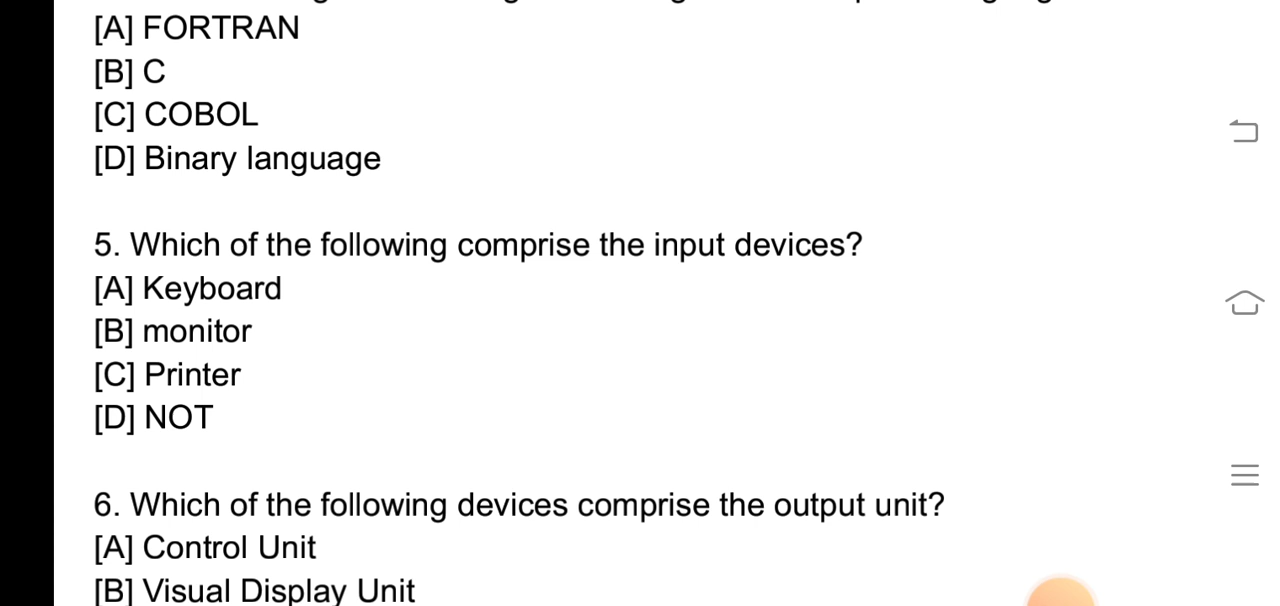 [A] FORTRAN
[B] C
[C] COBOL
[D] Binary language
5. Which of the following comprise the input devices?
[A] Keyboard
[B] monitor
[C] Printer
[D] NOT
6. Which of the following devices comprise the output unit?
[A] Control Unit
[B] Visual Display Unit